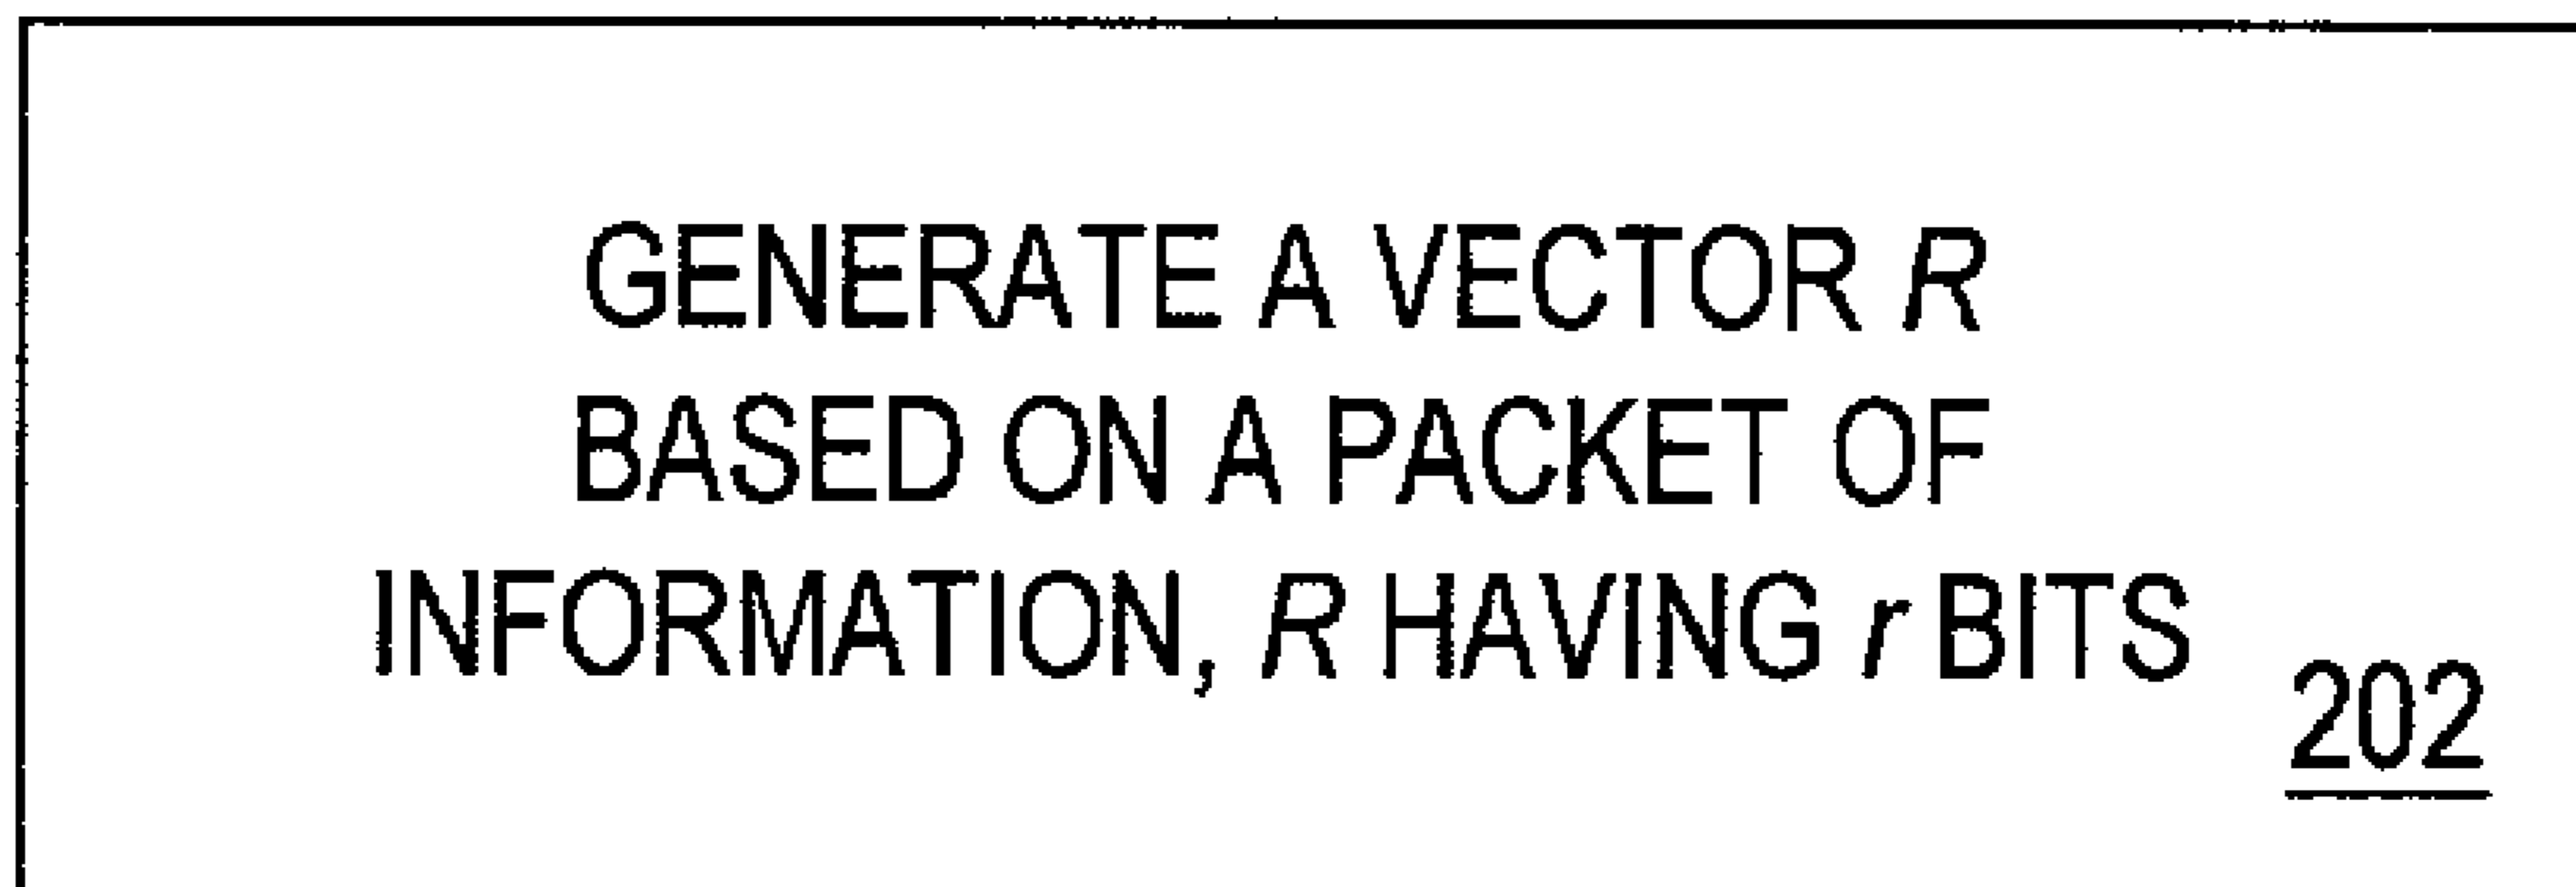 GENERATE A VECTOR R
BASED ON A PACKET OF
INFORMATION, R HAVING r BITS
202